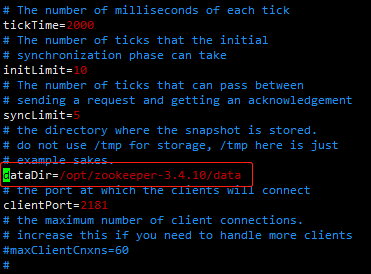 # The number of milliseconds of each tick
tickTime=2000
# The number of ticks that the initial
# synchronization phase can take
initLimit=10
# The number of ticks that can pass between
# sending a request and getting an acknowledgement
syncLimit=5
# the directory where the snapshot is stored.
# do not use /tmp for storage, /tmp here is just
# example sakes.
dataDir=/opt/zookeeper-3.4.10/data
# the port at which the clients will connect
clientPort=2181
# the maximum number of client connections.
# increase this if you need to handle more clients
#maxClientCnxns=60
#